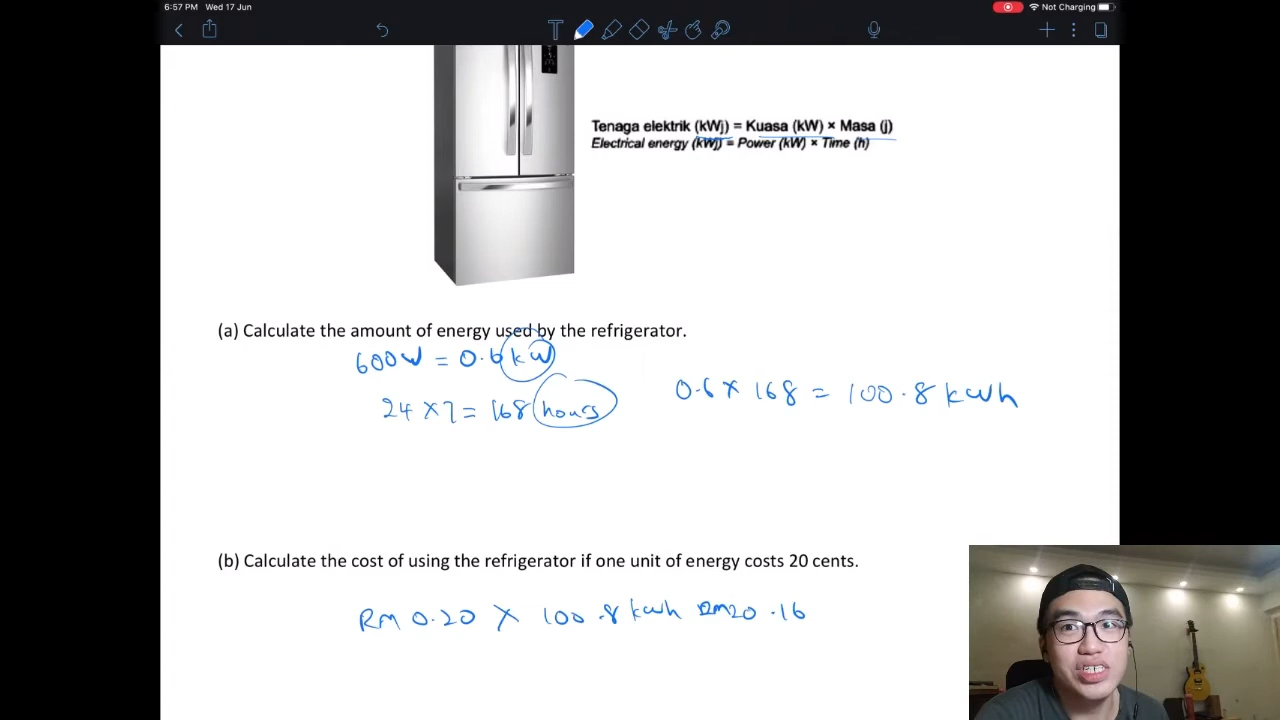 6:57 PM Wed 17 Jun
Not Charging
T
Tenaga elektrik (kWj) = Kuasa (kW) × Masa (j)
Electrical energy (kWj) = Power (kW) × Time (h)
(a) Calculate the amount of energy used by the refrigerator.
600W = 0.6 kW
24 × 7 = 168 hours
0.6 × 168 = 100.8 kWh
(b) Calculate the cost of using the refrigerator if one unit of energy costs 20 cents.
RM 0.20 × 100.8 kwh RM20.16